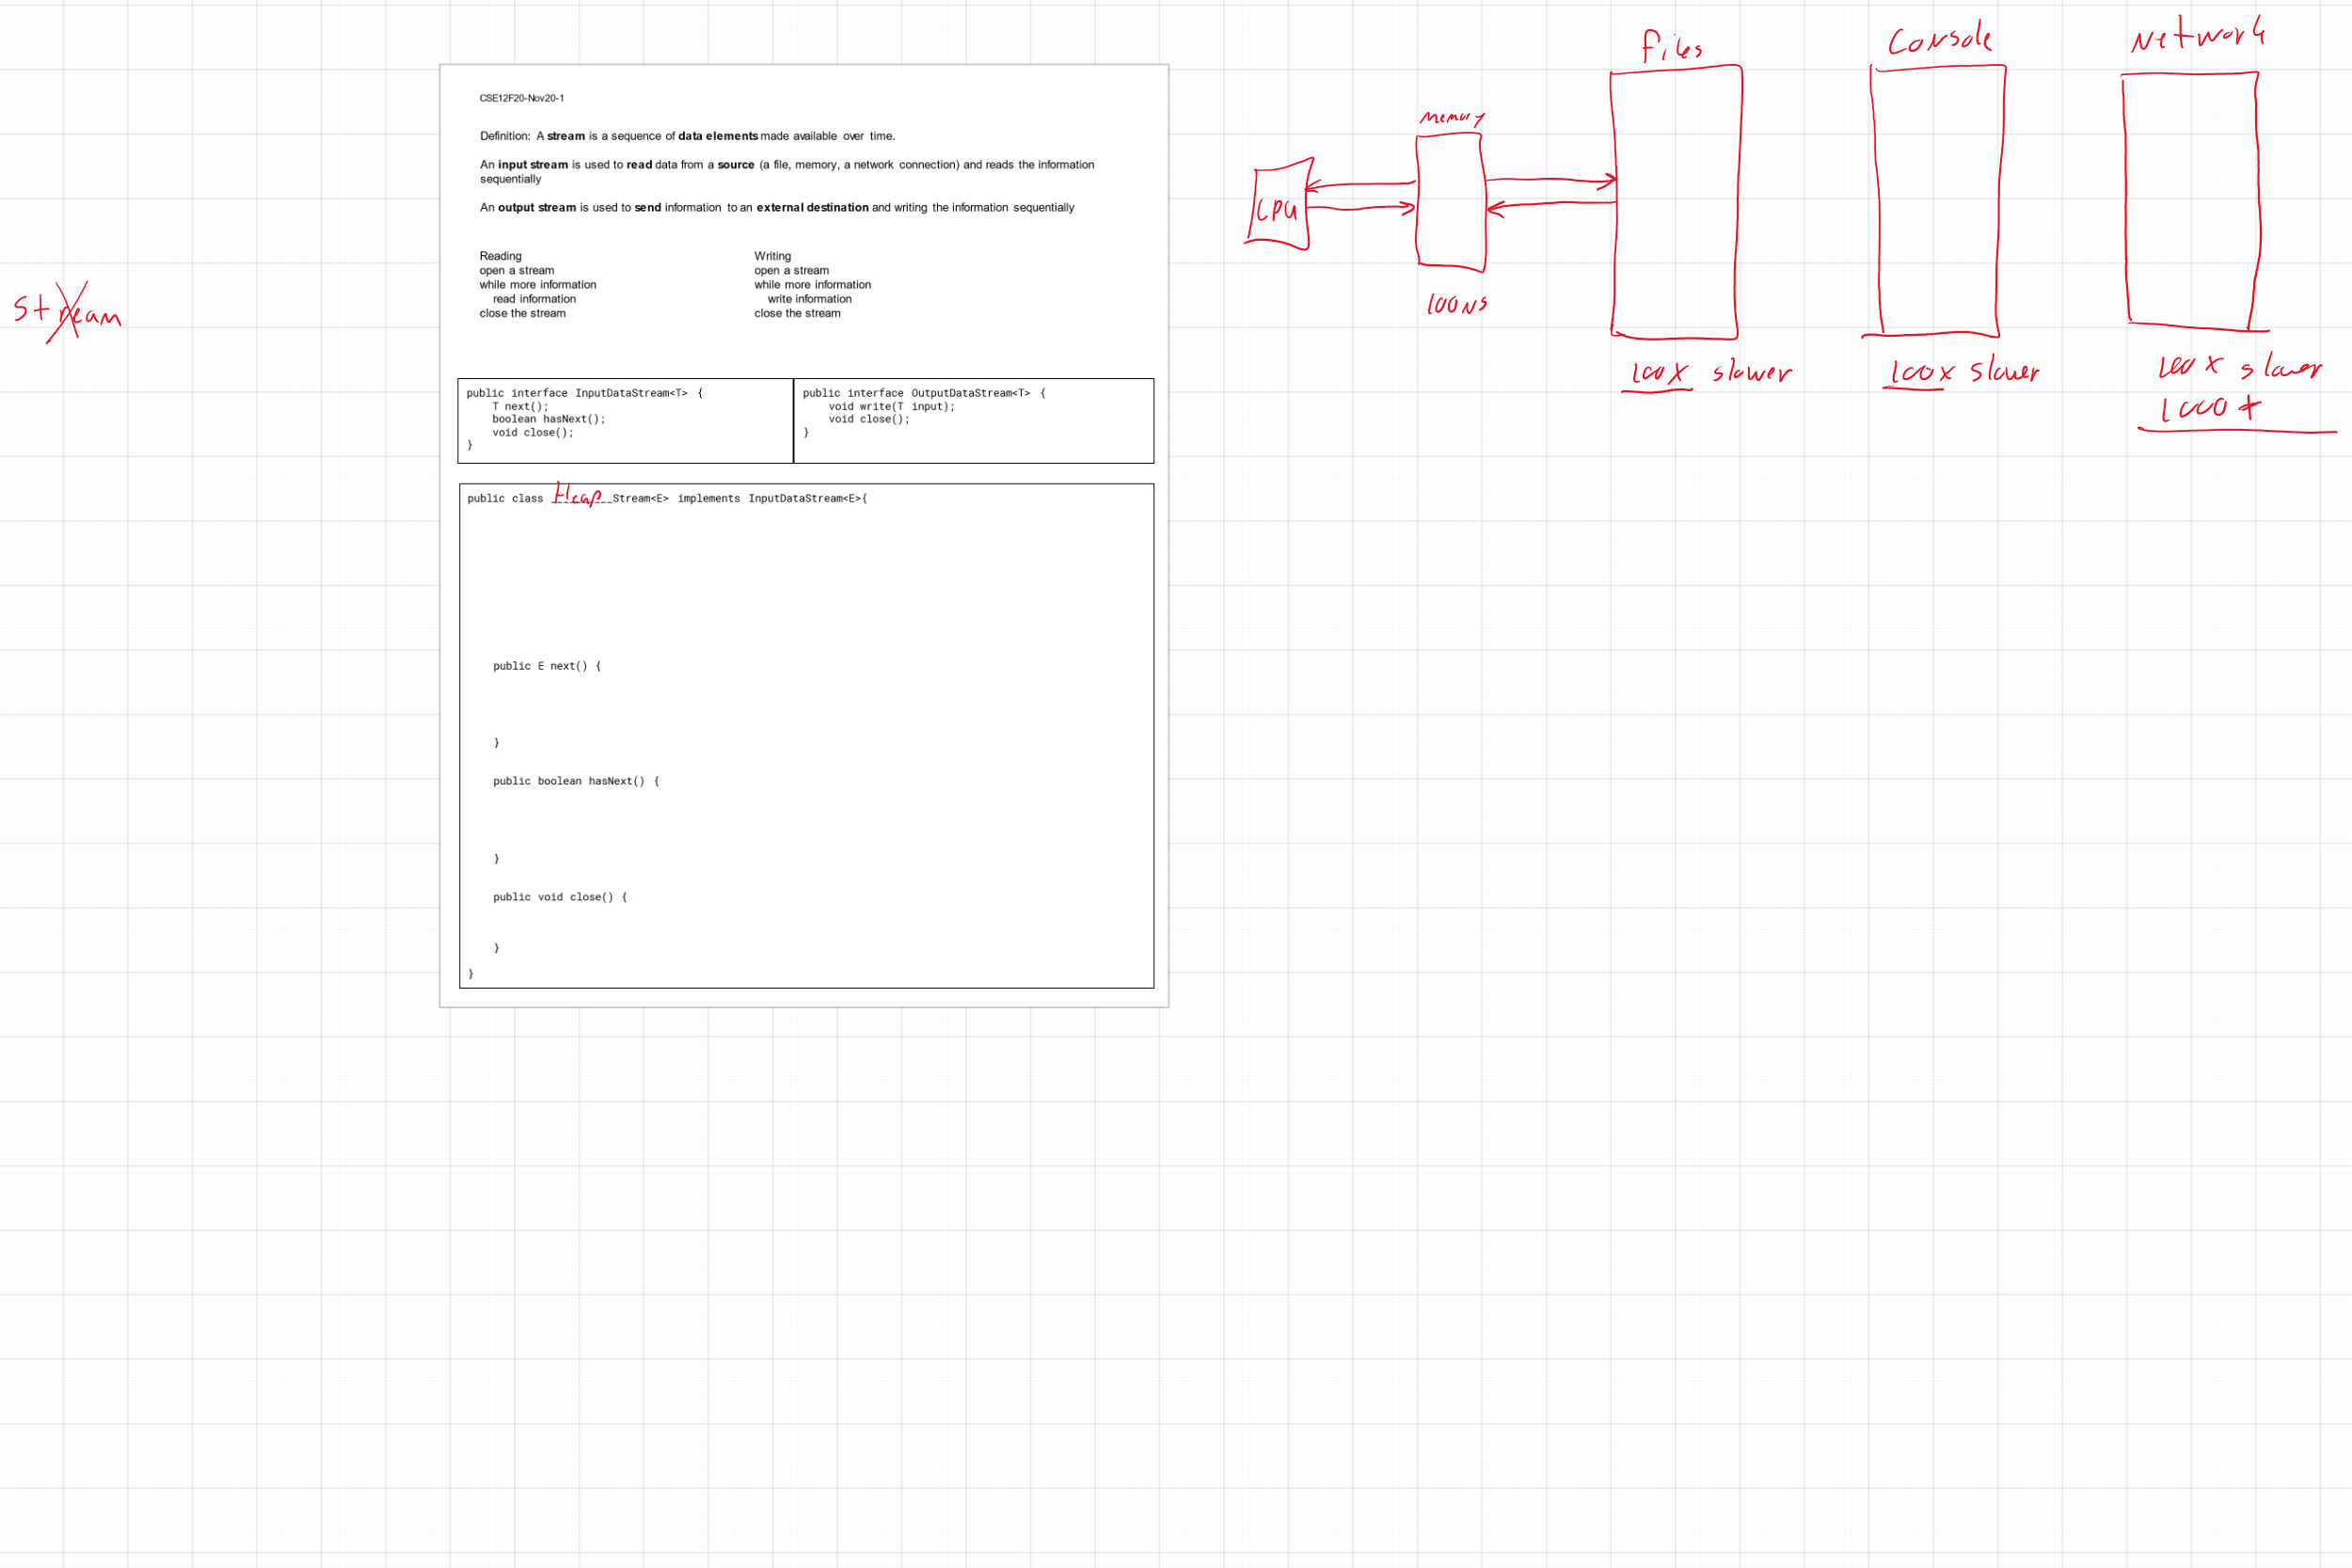 CSE12F20-Nov20-1
Definition: A stream is a sequence of data elements made available over time.
An input stream is used to read data from a source (a file, memory, a network connection) and reads the information
sequentially
An output stream is used to send information to an external destination and writing the information sequentially
Reading
open a stream
while more information
read information
close the stream
Writing
open a stream
while more information
write information
close the stream
public interface InputDataStream<T> {
T next();
boolean hasNext();
void close();
}
public interface OutputDataStream<T> {
void write(T input);
void close();
}
public class Heap Stream<E> implements InputDataStream<E>{
public E next() {
}
public boolean hasNext() {
}
public void close() {
}
}
Stream
CPU
Memory
100NS
Files
100X slower
Console
100X slower
Network
100X slower
1000+